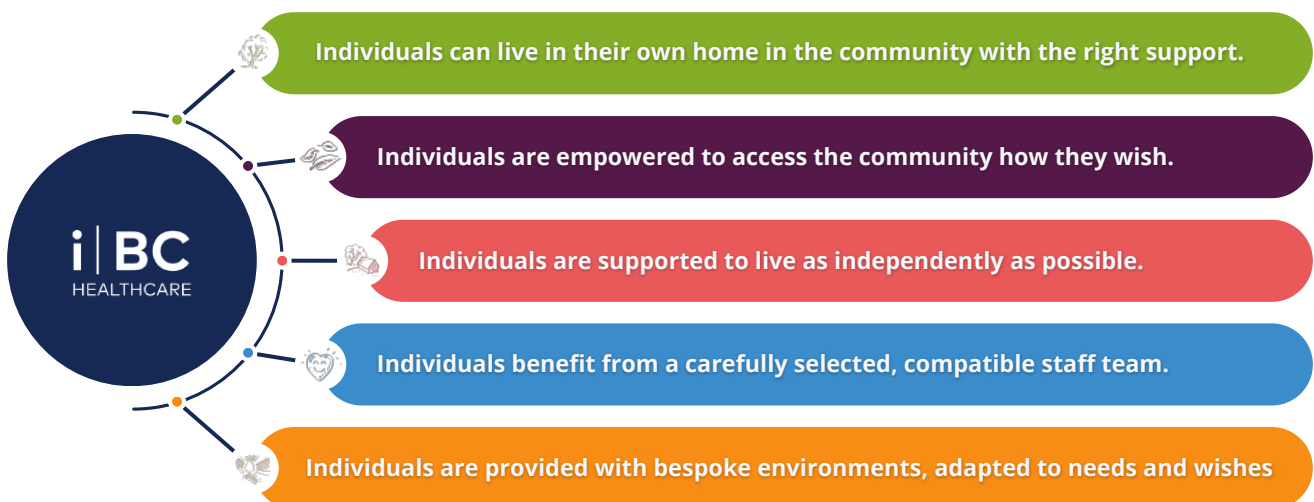 Individuals can live in their own home in the community with the right support.
Individuals are empowered to access the community how they wish.
i|BC
HEALTHCARE
Individuals are supported to live as independently as possible.
Individuals benefit from a carefully selected, compatible staff team.
Individuals are provided with bespoke environments, adapted to needs and wishes